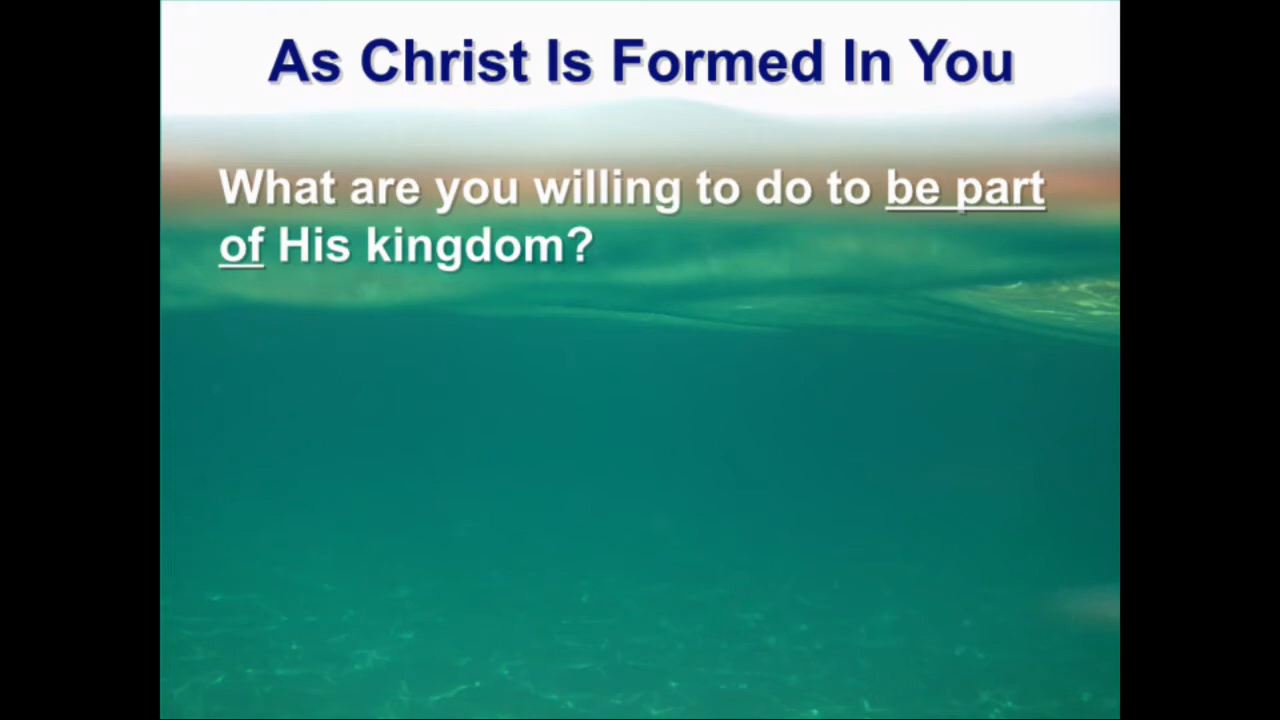 As Christ Is Formed In You
What are you willing to do to be part
of His kingdom?